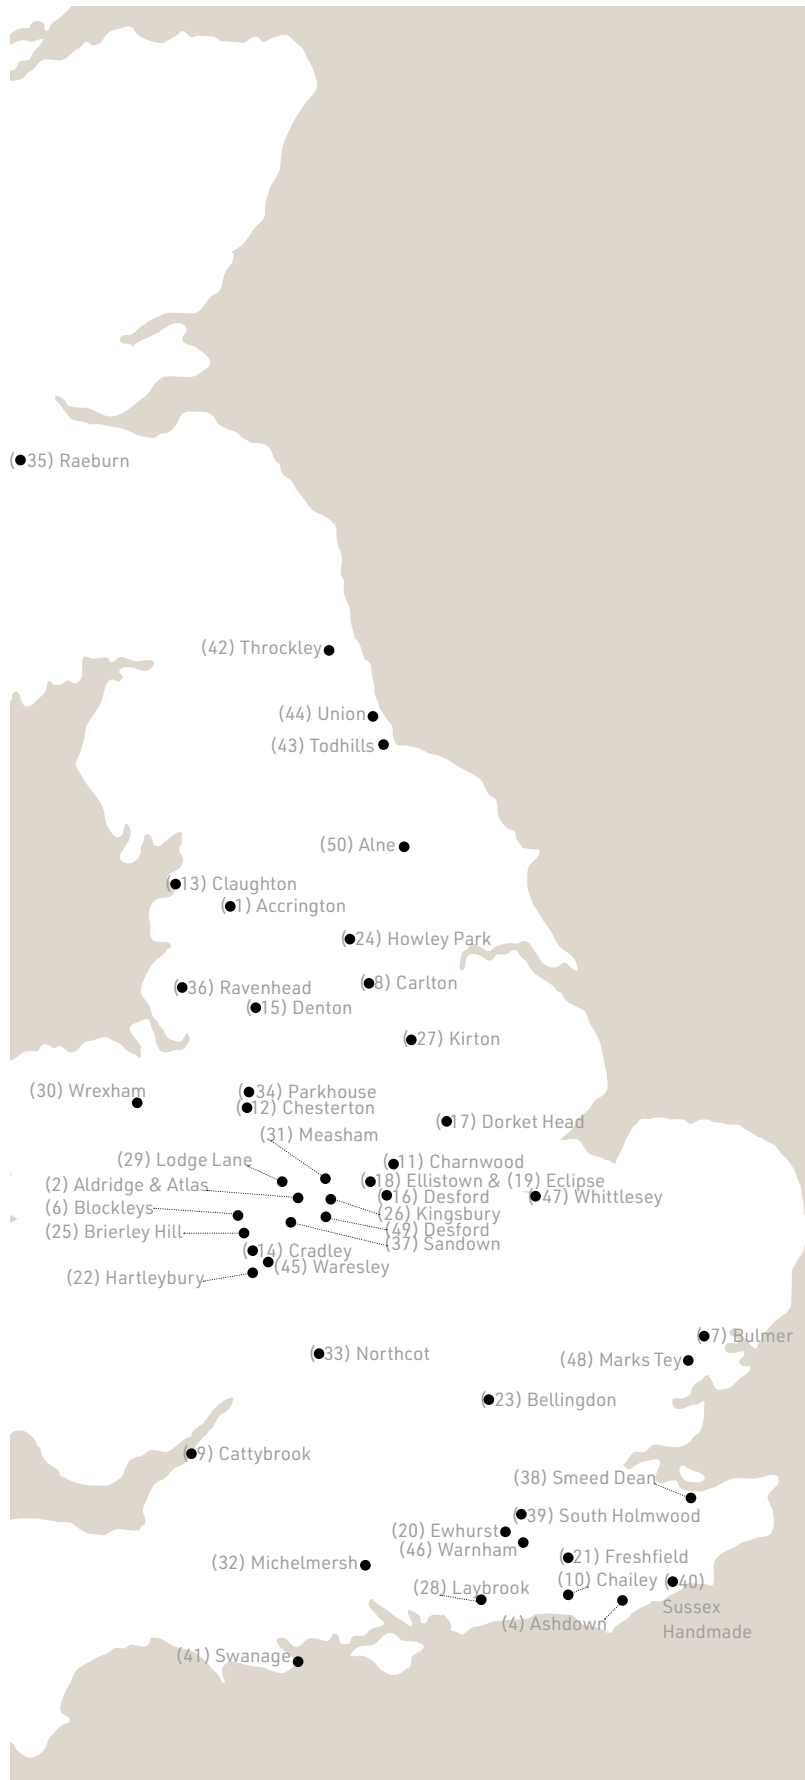 (35) Raeburn
(42) Throckley
(44) Union
(43) Todhills
(50) Alne
(13) Claughton
(1) Accrington
(24) Howley Park
(8) Carlton
(36) Ravenhead
(15) Denton
(27) Kirton
(30) Wrexham
(34) Parkhouse
(12) Chesterton
(17) Dorket Head
(31) Measham
(29) Lodge Lane
(11) Charnwood
(18) Ellistown & (19) Eclipse
(2) Aldridge & Atlas
(16) Desford
(47) Whittlesey
(6) Blockleys
(26) Kingsbury
(49) Desford
(25) Brierley Hill
(37) Sandown
(14) Cradley
(45) Waresley
(22) Hartleybury
(7) Bulmer
(33) Northcot
(48) Marks Tey
(23) Bellingdon
(9) Cattybrook
(38) Smeed Dean
(39) South Holmwood
(20) Ewhurst
(46) Warnham
(21) Freshfield
(32) Michelmersh
(10) Chailey
(40)
Sussex
Handmade
(28) Laybrook
(4) Ashdown
(41) Swanage